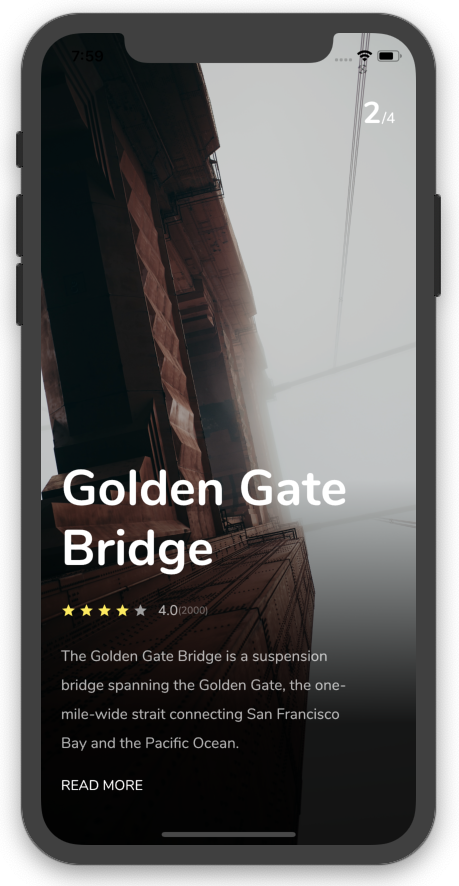 7:59
2/4
Golden Gate
Bridge
4.0(2000)
The Golden Gate Bridge is a suspension
bridge spanning the Golden Gate, the one-
mile-wide strait connecting San Francisco
Bay and the Pacific Ocean.
READ MORE